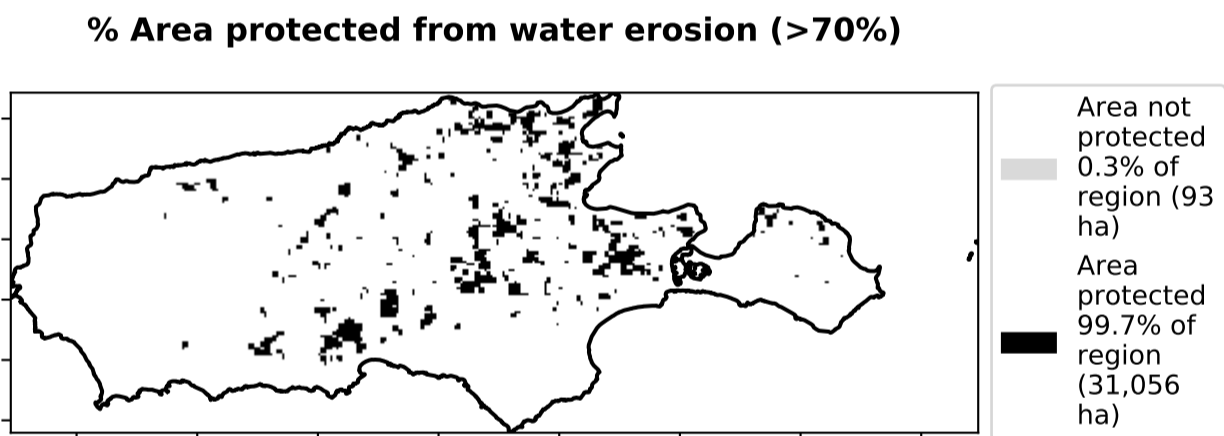 % Area protected from water erosion (>70%)
Area not
protected
0.3% of
region (93
ha)
Area
protected
99.7% of
region
(31,056
ha)